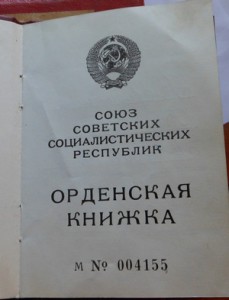 СОЮЗ
СОВЕТСКИХ
СОЦИАЛИСТИЧЕСКИХ
РЕСПУБЛИК
ОРДЕНСКАЯ
КНИЖКА
М № 004155